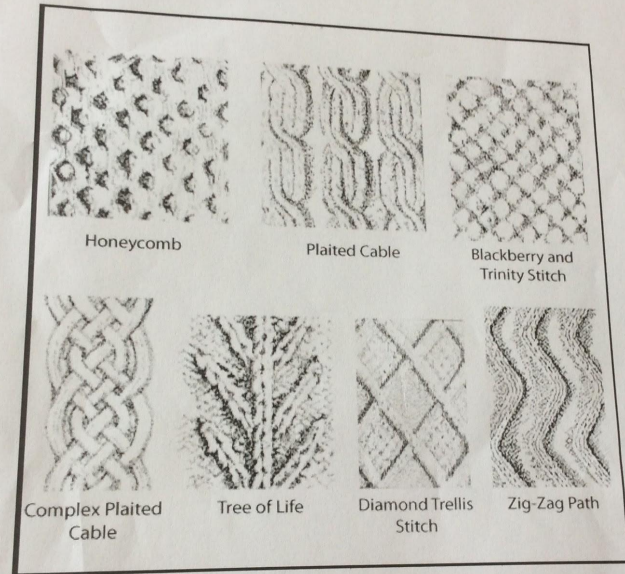 Honeycomb
Plaited Cable
Blackberry and
Trinity Stitch
Complex Plaited
Cable
Tree of Life
Diamond Trellis
Stitch
Zig-Zag Path